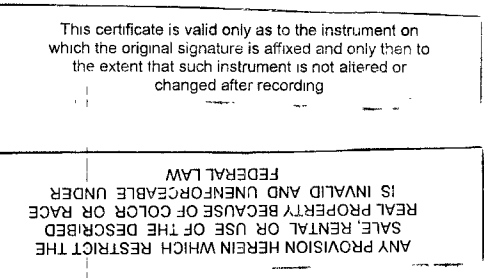 This certificate is valid only as to the instrument on
which the original signature is affixed and only then to
the extent that such instrument is not altered or
changed after recording
ANY PROVISION HEREIN WHICH RESTRICT THE
SALE, RENTAL OR USE OF THE DESCRIBED
REAL PROPERTY BECAUSE OF COLOR OR RACE
IS INVALID AND UNENFORCEABLE UNDER
FEDERAL LAW